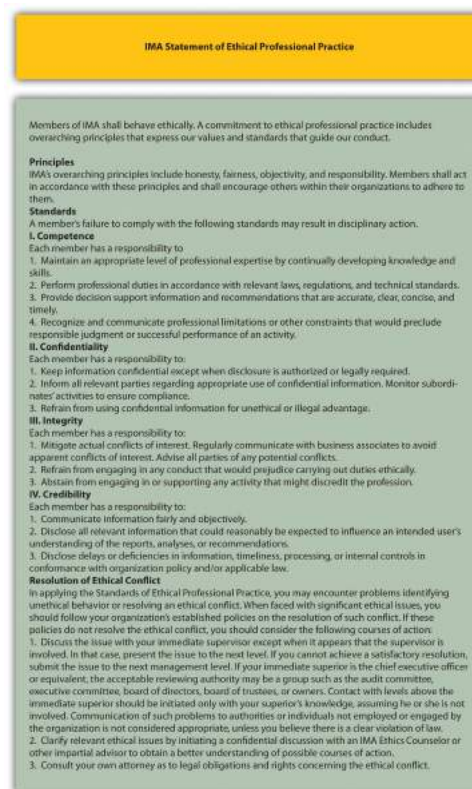 IMA Statement of Ethical Professional Practice
Members of IMA shall behave ethically. A commitment to ethical professional practice includes
overarching principles that express our values and standards that guide our conduct.
Principles
IMA's overarching principles include honesty, fairness, objectivity, and responsibility. Members shall act
in accordance with these principles and shall encourage others within their organizations to adhere to
them.
Standards
A member's failure to comply with the following standards may result in disciplinary action.
I. Competence
Each member has a responsibility to
1. Maintain an appropriate level of professional expertise by continually developing knowledge and
skills.
2. Perform professional duties in accordance with relevant laws, regulations, and technical standards.
3. Provide decision support information and recommendations that are accurate, clear, concise, and
timely.
4. Recognize and communicate professional limitations or other constraints that would preclude
responsible judgment or successful performance of an activity.
II. Confidentiality
Each member has a responsibility to:
1. Keep information confidential except when disclosure is authorized or legally required.
2. Inform all relevant parties regarding appropriate use of confidential information. Monitor subordi-
nates' activities to ensure compliance.
3. Refrain from using confidential information for unethical or illegal advantage.
III. Integrity
Each member has a responsibility to:
1. Mitigate actual conflicts of interest. Regularly communicate with business associates to avoid
apparent conflicts of interest. Advise all parties of any potential conflicts.
2. Refrain from engaging in any conduct that would prejudice carrying out duties ethically.
3. Abstain from engaging in or supporting any activity that might discredit the profession.
IV. Credibility
Each member has a responsibility to:
1. Communicate information fairly and objectively.
2. Disclose all relevant information that could reasonably be expected to influence an intended user's
understanding of the reports, analyses, or recommendations.
3. Disclose delays or deficiencies in information, timeliness, processing, or internal controls in
conformance with organization policy and/or applicable law.
Resolution of Ethical Conflict
In applying the Standards of Ethical Professional Practice, you may encounter problems identifying
unethical behavior or resolving an ethical conflict. When faced with significant ethical issues, you
should follow your organization's established policies on the resolution of such conflict. If these
policies do not resolve the ethical conflict, you should consider the following courses of action:
1. Discuss the issue with your immediate supervisor except when it appears that the supervisor is
involved. In that case, present the issue to the next level. If you cannot achieve a satisfactory resolution,
submit the issue to the next management level. If your immediate superior is the chief executive officer
or equivalent, the acceptable reviewing authority may be a group such as the audit committee,
executive committee, board of directors, board of trustees, or owners. Contact with levels above the
immediate superior should be initiated only with your superior's knowledge, assuming he or she is not
involved. Communication of such problems to authorities or individuals not employed or engaged by
the organization is not considered appropriate, unless you believe there is a clear violation of law.
2. Clarify relevant ethical issues by initiating a confidential discussion with an IMA Ethics Counselor or
other impartial advisor to obtain a better understanding of possible courses of action.
3. Consult your own attorney as to legal obligations and rights concerning the ethical conflict.